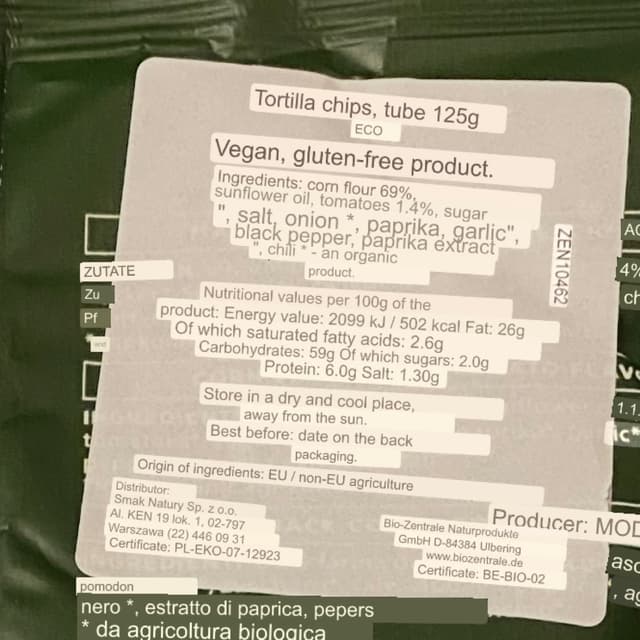 Tortilla chips, tube 125g
ECO
Vegan, gluten-free product.
Ingredients: corn flour 69%,
sunflower oil, tomatoes 1.4%, sugar
", salt, onion *, paprika, garlic",
black pepper, paprika extract
", chili * - an organic
product.
ZEN10462
Nutritional values per 100g of the
product: Energy value: 2099 kJ / 502 kcal Fat: 26g
Of which saturated fatty acids: 2.6g
Carbohydrates: 59g Of which sugars: 2.0g
Protein: 6.0g Salt: 1.30g
Store in a dry and cool place,
away from the sun.
Best before: date on the back
packaging.
Origin of ingredients: EU / non-EU agriculture
Distributor:
Smak Natury Sp. z o.o.
Al. KEN 19 lok. 1, 02-797
Warszawa (22) 446 09 31
Certificate: PL-EKO-07-12923
Producer: MOD
Bio-Zentrale Naturprodukte
GmbH D-84384 Ulbering
www.biozentrale.de
Certificate: BE-BIO-02
ZUTATE
Zu
Pf
AC
4%
ch
1.1
ic*
asc
, ag
pomodon
nero *, estratto di paprica, pepers
* da agricoltura biologica